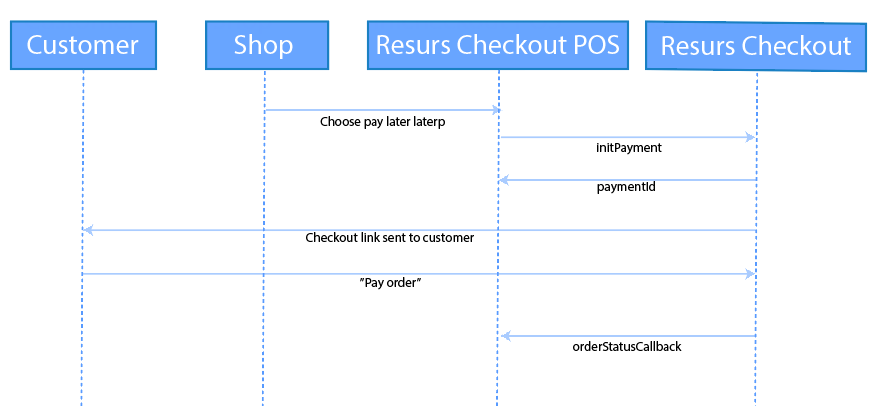 Customer
Shop
Resurs Checkout POS
Resurs Checkout
Choose pay later laterp
initPayment
paymentId
Checkout link sent to customer
”Pay order”
orderStatusCallback